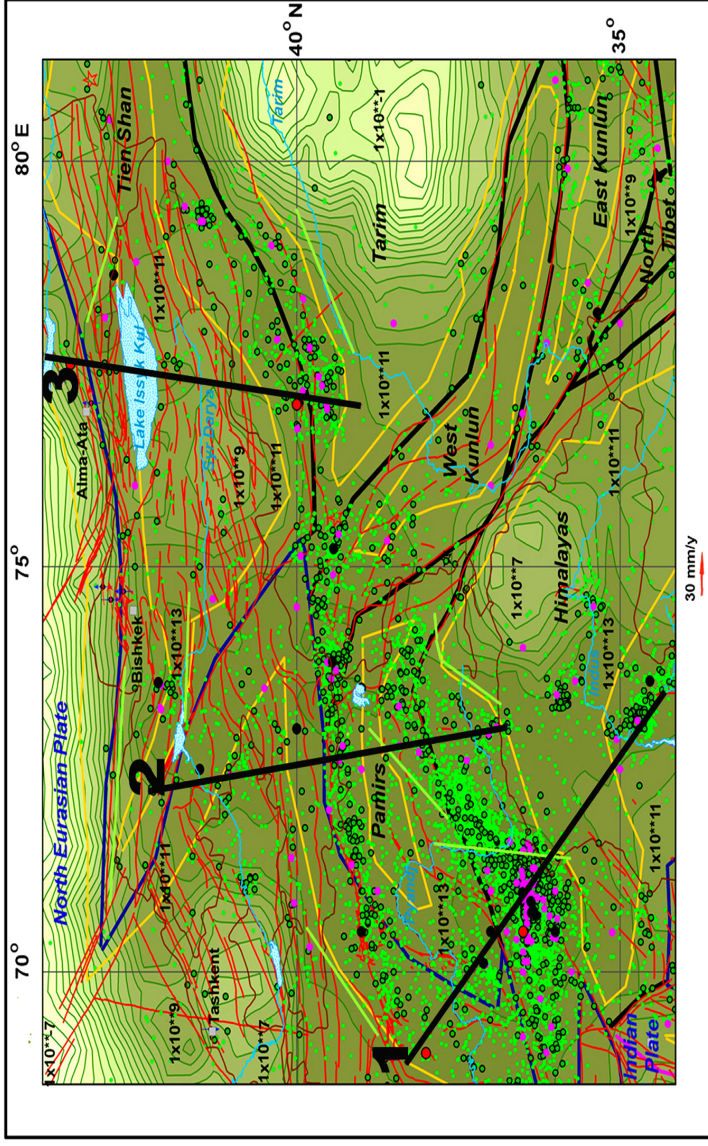 North Eurasian Plate
Tien-Shan
Alma-Ata
Bishkek
Tashkent
Lake Issyk Kul
Syr-Darya
Tarim
Tarim
Pamirs
Pjandj
West
Kunlun
East Kunlun
North
Tibet
Himalayas
Indus
Indian
Plate
1
2
3
1x10**7
1x10**9
1x10**7
1x10**11
1x10**13
1x10**9
1x10**11
1x10**11
1x10**-1
1x10**11
1x10**13
1x10**7
1x10**13
1x10**11
1x10**11
1x10**9
70°
75°
80°E
40°N
35°
30 mm/y